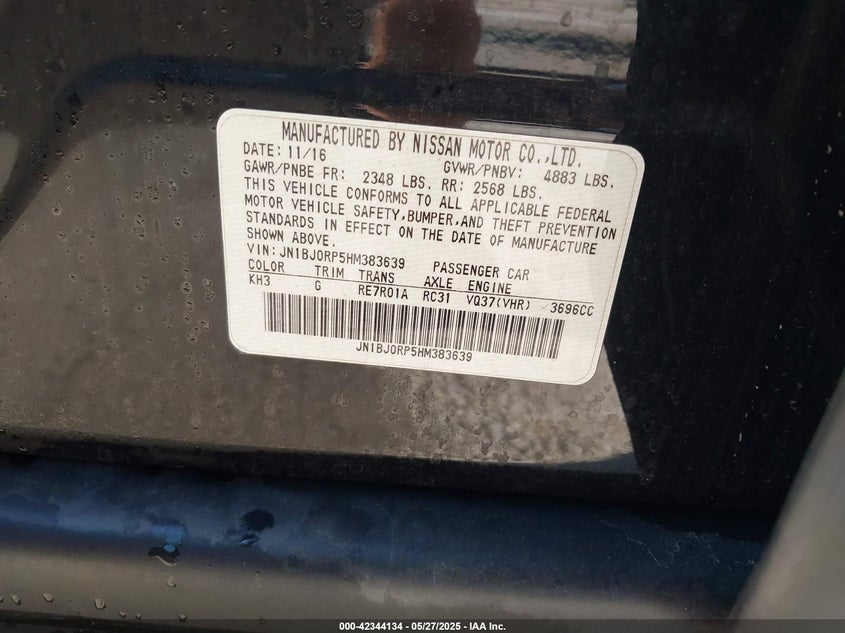 MANUFACTURED BY NISSAN MOTOR CO.,LTD.
DATE: 11/16 GVWR/PNBV: 4883 LBS.
GAWR/PNBE FR: 2348 LBS. RR: 2568 LBS.
THIS VEHICLE CONFORMS TO ALL APPLICABLE FEDERAL
MOTOR VEHICLE SAFETY,BUMPER,AND THEFT PREVENTION
STANDARDS IN EFFECT ON THE DATE OF MANUFACTURE
SHOWN ABOVE.
VIN: JN1BJ0RP5HM383639 PASSENGER CAR
COLOR TRIM TRANS AXLE ENGINE
KH3 G RE7R01A RC31 VQ37(VHR) 3696CC
JN1BJ0RP5HM383639
000-42344134 - 05/27/2025 - IAA Inc.